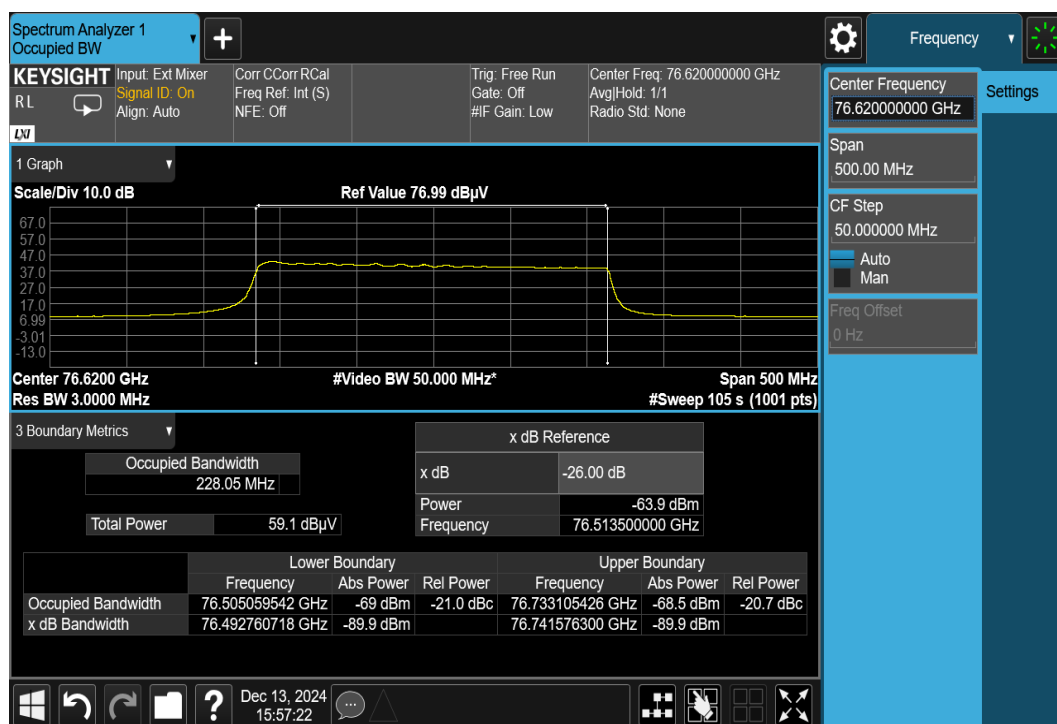 Spectrum Analyzer 1
Occupied BW
+
Frequency
KEYSIGHT
RL
LXI
Input: Ext Mixer
Signal ID: On
Align: Auto
Corr CCorr RCal
Freq Ref: Int (S)
NFE: Off
Trig: Free Run
Gate: Off
#IF Gain: Low
Center Freq: 76.620000000 GHz
Avg|Hold: 1/1
Radio Std: None
Center Frequency
76.620000000 GHz
Settings
Span
500.00 MHz
CF Step
50.000000 MHz
Auto
Man
Freq Offset
0 Hz
1 Graph
Scale/Div 10.0 dB
Ref Value 76.99 dBµV
67.0
57.0
47.0
37.0
27.0
17.0
6.99
-3.01
-13.0
Center 76.6200 GHz
#Video BW 50.000 MHz*
Span 500 MHz
Res BW 3.0000 MHz
#Sweep 105 s (1001 pts)
3 Boundary Metrics
Occupied Bandwidth
228.05 MHz
Total Power 59.1 dBµV
x dB Reference
x dB -26.00 dB
Power -63.9 dBm
Frequency 76.513500000 GHz
Lower Boundary Upper Boundary
Frequency Abs Power Rel Power Frequency Abs Power Rel Power
Occupied Bandwidth 76.505059542 GHz -69 dBm -21.0 dBc 76.733105426 GHz -68.5 dBm -20.7 dBc
x dB Bandwidth 76.492760718 GHz -89.9 dBm 76.741576300 GHz -89.9 dBm
?
Dec 13, 2024
15:57:22